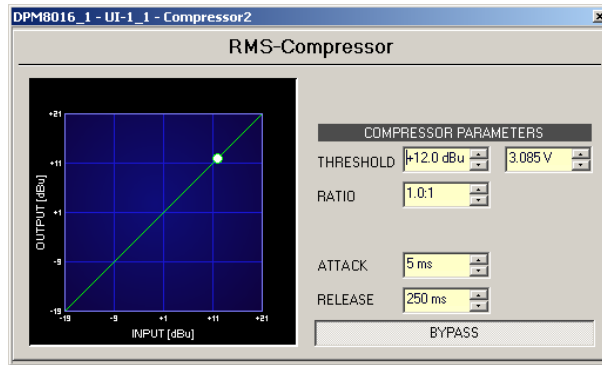 DPM8016_1 - UI-1_1 - Compressor2
RMS-Compressor
+21
+11
+1
-9
-19
OUTPUT [dBu]
-19 -9 +1 +11 +21
INPUT [dBu]
COMPRESSOR PARAMETERS
THRESHOLD +12.0 dBu 3.085 V
RATIO 1.0:1
ATTACK 5 ms
RELEASE 250 ms
BYPASS